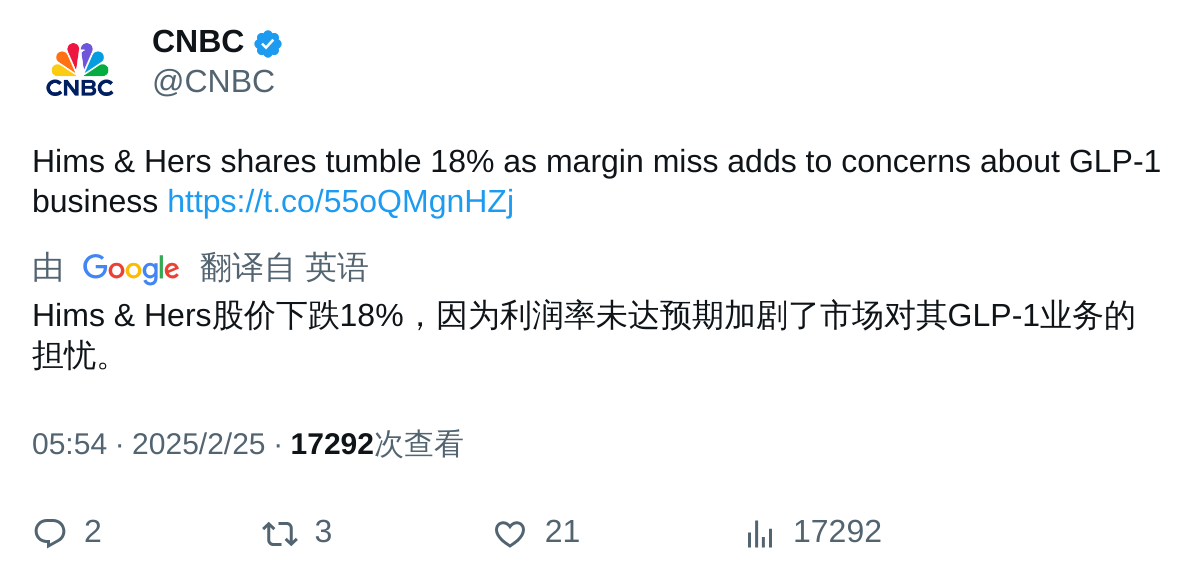 CNBC
CNBC
@CNBC
Hims & Hers shares tumble 18% as margin miss adds to concerns about GLP-1
business https://t.co/55oQMgnHZj
由 Google 翻译自 英语
Hims & Hers股价下跌18%，因为利润率未达预期加剧了市场对其GLP-1业务的
担忧。
05:54 · 2025/2/25 · 17292次查看
2 3 21 17292